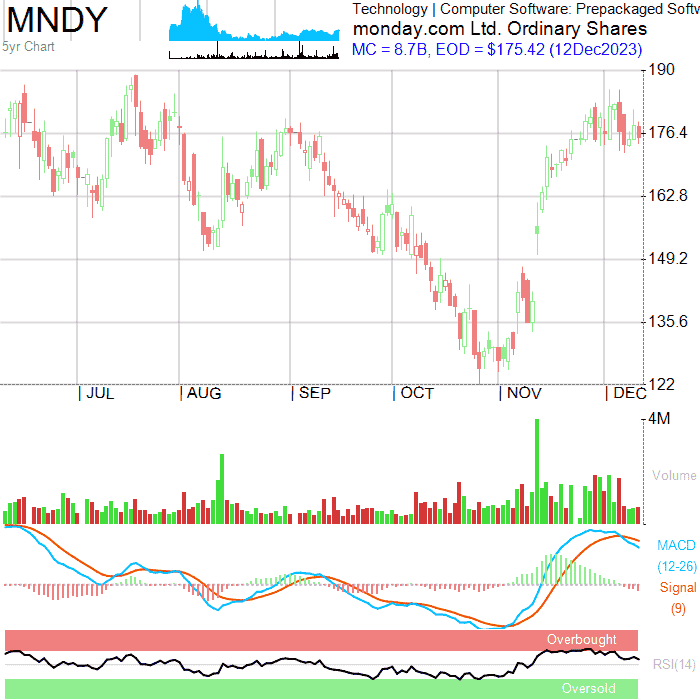 MNDY
5yr Chart
Technology | Computer Software: Prepackaged Softw
monday.com Ltd. Ordinary Shares
MC = 8.7B, EOD = $175.42 (12Dec2023)
190
176.4
162.8
149.2
135.6
122
| JUL | AUG | SEP | OCT | NOV | DEC
4M
Volume
MACD
(12-26)
Signal
(9)
Overbought
RSI(14)
Oversold